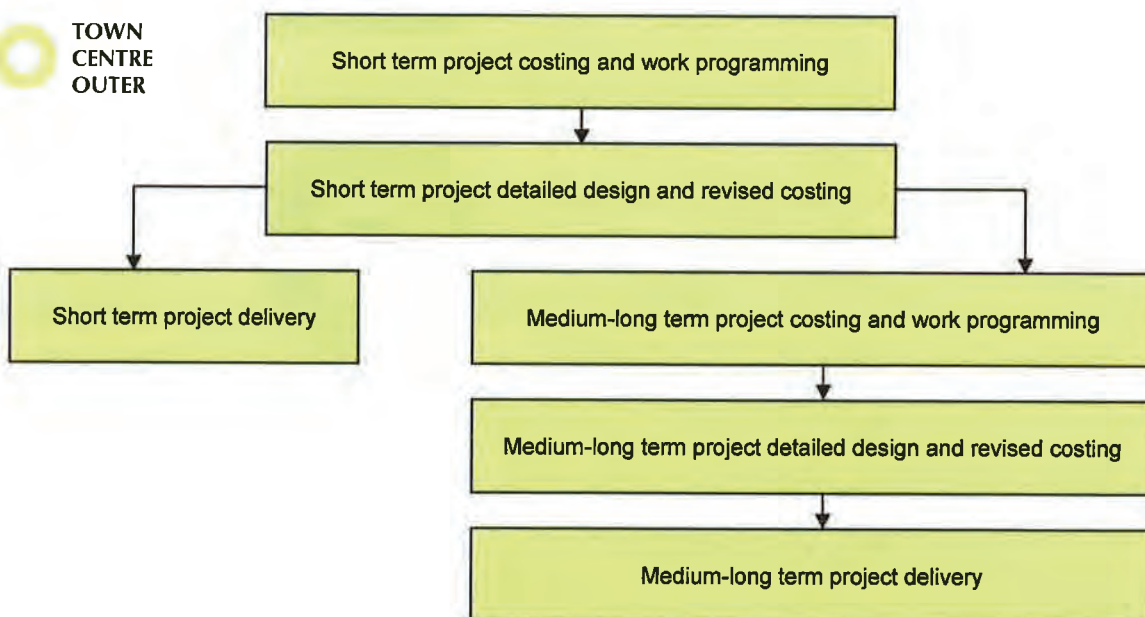 TOWN
CENTRE
OUTER
Short term project costing and work programming
Short term project detailed design and revised costing
Short term project delivery
Medium-long term project costing and work programming
Medium-long term project detailed design and revised costing
Medium-long term project delivery